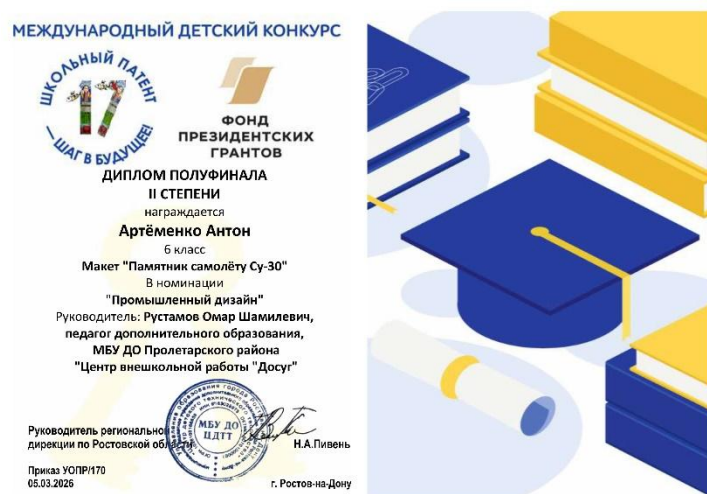 МЕЖДУНАРОДНЫЙ ДЕТСКИЙ КОНКУРС
ШКОЛЬНЫЙ ПАТЕНТ
17
— ШАГ В БУДУЩЕЕ!
ФОНД
ПРЕЗИДЕНТСКИХ
ГРАНТОВ
ДИПЛОМ ПОЛУФИНАЛА
II СТЕПЕНИ
награждается
Артёменко Антон
6 класс
Макет "Памятник самолёту Су-30"
В номинации
"Промышленный дизайн"
Руководитель: Рустамов Омар Шамилевич,
педагог дополнительного образования,
МБУ ДО Пролетарского района
"Центр внешкольной работы "Досуг"
МБУ ДО
ЦДТТ
Руководитель региональной
дирекции по Ростовской области
Н.А.Пивень
Приказ УОПР/170
05.03.2026
г. Ростов-на-Дону